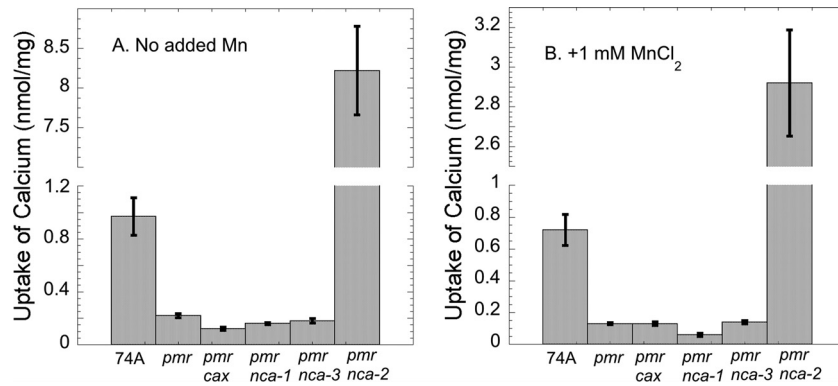 A. No added Mn
Uptake of Calcium (nmol/mg)
8.5
8
7.5
1.2
0.8
0.4
0
74A pmr pmr pmr pmr pmr
cax nca-1 nca-3 nca-2
B. +1 mM MnCl2
Uptake of Calcium (nmol/mg)
3.2
3
2.8
2.6
1
0.8
0.6
0.4
0.2
0
74A pmr pmr pmr pmr pmr
cax nca-1 nca-3 nca-2